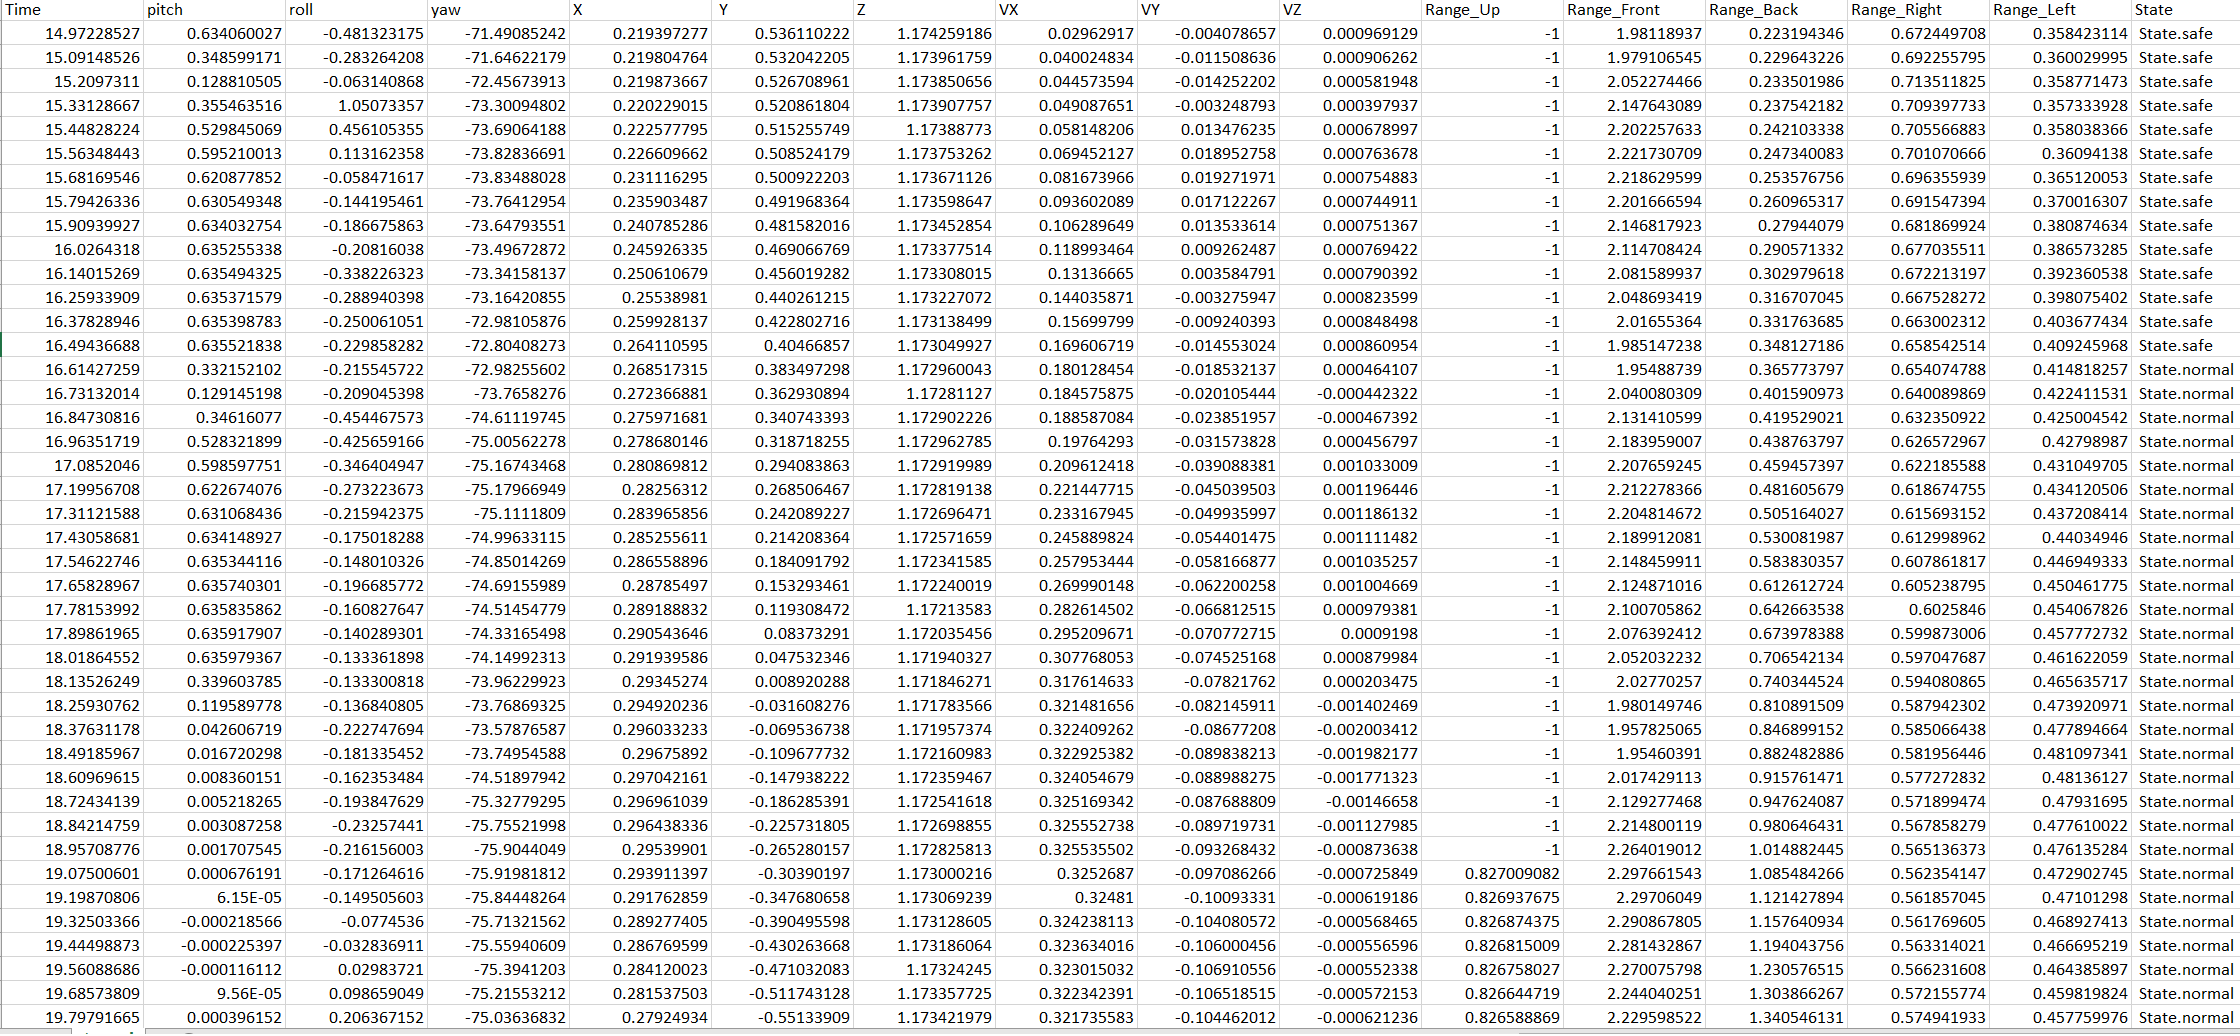 Time pitch roll yaw X Y Z VX VY VZ Range_Up Range_Front Range_Back Range_Right Range_Left State
14.97228527 0.634060027 -0.481323175 -71.49085242 0.219397277 0.536110222 1.174259186 0.02962917 -0.004078657 0.000969129 -1 1.98118937 0.223194346 0.672449708 0.358423114 State.safe
15.09148526 0.348599171 -0.283264208 -71.64622179 0.219804764 0.532042205 1.173961759 0.040024834 -0.011508636 0.000906262 -1 1.979106545 0.229643226 0.692255795 0.360029995 State.safe
15.2097311 0.128810505 -0.063140868 -72.45673913 0.219873667 0.526708961 1.173850656 0.044573594 -0.014252202 0.000581948 -1 2.052274466 0.233501986 0.713511825 0.358771473 State.safe
15.33128667 0.355463516 1.05073357 -73.30094802 0.220229015 0.520861804 1.173907757 0.049087651 -0.003248793 0.000397937 -1 2.147643089 0.237542182 0.709397733 0.357333928 State.safe
15.44828224 0.529845069 0.456105355 -73.69064188 0.222577795 0.515255749 1.17388773 0.058148206 0.013476235 0.000678997 -1 2.202257633 0.242103338 0.705566883 0.358038366 State.safe
15.56348443 0.595210013 0.113162358 -73.82836691 0.226609662 0.508524179 1.173753262 0.069452127 0.018952758 0.000763678 -1 2.221730709 0.247340083 0.701070666 0.36094138 State.safe
15.68169546 0.620877852 -0.058471617 -73.83488028 0.231116295 0.500922203 1.173671126 0.081673966 0.019271971 0.000754883 -1 2.218629599 0.253576756 0.696355939 0.365120053 State.safe
15.79426336 0.630549348 -0.144195461 -73.76412954 0.235903487 0.491968364 1.173598647 0.093602089 0.017122267 0.000744911 -1 2.201666594 0.260965317 0.691547394 0.370016307 State.safe
15.90939927 0.634032754 -0.186675863 -73.64793551 0.240785286 0.481582016 1.173452854 0.106289649 0.013533614 0.000751367 -1 2.146817923 0.27944079 0.681869924 0.380874634 State.safe
16.0264318 0.635255338 -0.20816038 -73.49672872 0.245926335 0.469066769 1.173377514 0.118993464 0.009262487 0.000769422 -1 2.114708424 0.290571332 0.677035511 0.386573285 State.safe
16.14015269 0.635494325 -0.338226323 -73.34158137 0.250610679 0.456019282 1.173308015 0.13136665 0.003584791 0.000790392 -1 2.081589937 0.302979618 0.672213197 0.392360538 State.safe
16.25933909 0.635371579 -0.288940398 -73.16420855 0.25538981 0.440261215 1.173227072 0.144035871 -0.003275947 0.000823599 -1 2.048693419 0.316707045 0.667528272 0.398075402 State.safe
16.37828946 0.635398783 -0.250061051 -72.98105876 0.259928137 0.422802716 1.173138499 0.15699799 -0.009240393 0.000848498 -1 2.01655364 0.331763685 0.663002312 0.403677434 State.safe
16.49436688 0.635521838 -0.229858282 -72.80408273 0.264110595 0.40466857 1.173049927 0.169606719 -0.014553024 0.000860954 -1 1.985147238 0.348127186 0.658542514 0.409245968 State.safe
16.61427259 0.332152102 -0.215545722 -72.98255602 0.268517315 0.383497298 1.172960043 0.180128454 -0.018532137 0.000464107 -1 1.95488739 0.365773797 0.654074788 0.414818257 State.normal
16.73132014 0.129145198 -0.209045398 -73.7658276 0.272366881 0.362930894 1.17281127 0.184575875 -0.020105444 -0.000442322 -1 2.040080309 0.401590973 0.640089869 0.422411531 State.normal
16.84730816 0.34616077 -0.454467573 -74.61119745 0.275971681 0.340743393 1.172902226 0.188587084 -0.023851957 -0.000467392 -1 2.131410599 0.419529021 0.632350922 0.425004542 State.normal
16.96351719 0.528321899 -0.425659166 -75.00562278 0.278680146 0.318718255 1.172962785 0.19764293 -0.031573828 0.000456797 -1 2.183959007 0.438763797 0.626572967 0.42798987 State.normal
17.0852046 0.598597751 -0.346404947 -75.16743468 0.280869812 0.294083863 1.172919989 0.209612418 -0.039088381 0.001033009 -1 2.207659245 0.459457397 0.622185588 0.431049705 State.normal
17.19956708 0.622674076 -0.273223673 -75.17966949 0.28256312 0.268506467 1.172819138 0.221447715 -0.045039503 0.001196446 -1 2.212278366 0.481605679 0.618674755 0.434120506 State.normal
17.31121588 0.631068436 -0.215942375 -75.1111809 0.283965856 0.242089227 1.172696471 0.233167945 -0.049935997 0.001186132 -1 2.204814672 0.505164027 0.615693152 0.437208414 State.normal
17.43058681 0.634148927 -0.175018288 -74.99633115 0.285255611 0.214208364 1.172571659 0.245889824 -0.054401475 0.001111482 -1 2.189912081 0.530081987 0.612998962 0.44034946 State.normal
17.54622746 0.635344116 -0.148010326 -74.85014269 0.286558896 0.184091792 1.172341585 0.257953444 -0.058166877 0.001035257 -1 2.148459911 0.583830357 0.607861817 0.446949333 State.normal
17.65828967 0.635740301 -0.196685772 -74.69155989 0.28785497 0.153293461 1.172240019 0.269990148 -0.062200258 0.001004669 -1 2.124871016 0.612612724 0.605238795 0.450461775 State.normal
17.78153992 0.635835862 -0.160827647 -74.51454779 0.289188832 0.119308472 1.17213583 0.282614502 -0.066812515 0.000979381 -1 2.100705862 0.642663538 0.6025846 0.454067826 State.normal
17.89861965 0.635917907 -0.140289301 -74.33165498 0.290543646 0.08373291 1.172035456 0.295209671 -0.070772715 0.0009198 -1 2.076392412 0.673978388 0.599873006 0.457772732 State.normal
18.01864552 0.635979367 -0.133361898 -74.14992313 0.291939586 0.047532346 1.171940327 0.307768053 -0.074525168 0.000879984 -1 2.052032232 0.706542134 0.597047687 0.461622059 State.normal
18.13526249 0.339603785 -0.133300818 -73.96229923 0.29345274 0.008920288 1.171846271 0.317614633 -0.07821762 0.000203475 -1 2.02770257 0.740344524 0.594080865 0.465635717 State.normal
18.25930762 0.119589778 -0.136840805 -73.76869325 0.294920236 -0.031608276 1.171783566 0.321481656 -0.082145911 -0.001402469 -1 1.980149746 0.810891509 0.587942302 0.473920971 State.normal
18.37631178 0.042606719 -0.222747694 -73.57876587 0.296033233 -0.069536738 1.171957374 0.322409262 -0.08677208 -0.002003412 -1 1.957825065 0.846899152 0.585066438 0.477894664 State.normal
18.49185967 0.016720298 -0.181335452 -73.74954588 0.29675892 -0.109677732 1.172160983 0.322925382 -0.089838213 -0.001982177 -1 1.95460391 0.882482886 0.581956446 0.481097341 State.normal
18.60969615 0.008360151 -0.162353484 -74.51897942 0.297042161 -0.147938222 1.172359467 0.324054679 -0.088988275 -0.001771323 -1 2.017429113 0.915761471 0.577272832 0.48136127 State.normal
18.72434139 0.005218265 -0.193847629 -75.32779295 0.296961039 -0.186285391 1.172541618 0.325169342 -0.087688809 -0.00146658 -1 2.129277468 0.947624087 0.571899474 0.47931695 State.normal
18.84214759 0.003087258 -0.23257441 -75.75521998 0.296438336 -0.225731805 1.172698855 0.325552738 -0.089719731 -0.001127985 -1 2.214800119 0.980646431 0.567858279 0.477610022 State.normal
18.95708776 0.001707545 -0.216156003 -75.9044049 0.29539901 -0.265280157 1.172825813 0.325535502 -0.093268432 -0.000873638 -1 2.264019012 1.014882445 0.565136373 0.476135284 State.normal
19.07500601 0.000676191 -0.171264616 -75.91981812 0.293911397 -0.30390197 1.173000216 0.3252687 -0.097086266 -0.000725849 0.827009082 2.297661543 1.085484266 0.562354147 0.472902745 State.normal
19.19870806 6.15E-05 -0.149505603 -75.84448264 0.291762859 -0.347680658 1.173069239 0.32481 -0.10093331 -0.000619186 0.826937675 2.29706049 1.121427894 0.561857045 0.47101298 State.normal
19.32503366 -0.000218566 -0.0774536 -75.71321562 0.289277405 -0.390495598 1.173128605 0.324238113 -0.104080572 -0.000568465 0.826874375 2.290867805 1.157640934 0.561769605 0.468927413 State.normal
19.44498873 -0.000225397 -0.032836911 -75.55940609 0.286769599 -0.430263668 1.173186064 0.323634016 -0.106000456 -0.000556596 0.826815009 2.281432867 1.194043756 0.563314021 0.466695219 State.normal
19.56088686 -0.000116112 0.02983721 -75.3941203 0.284120023 -0.471032083 1.17324245 0.323015032 -0.106910556 -0.000552338 0.826758027 2.270075798 1.230576515 0.566231608 0.464385897 State.normal
19.68573809 9.56E-05 0.098659049 -75.21553212 0.281537503 -0.511743128 1.173357725 0.322342391 -0.106518515 -0.000572153 0.826644719 2.244040251 1.303866267 0.572155774 0.459819824 State.normal
19.79791665 0.000396152 0.206367152 -75.03636832 0.27924934 -0.55133909 1.173421979 0.321735583 -0.104462012 -0.000621236 0.826588869 2.229598522 1.340546131 0.574941933 0.457759976 State.normal